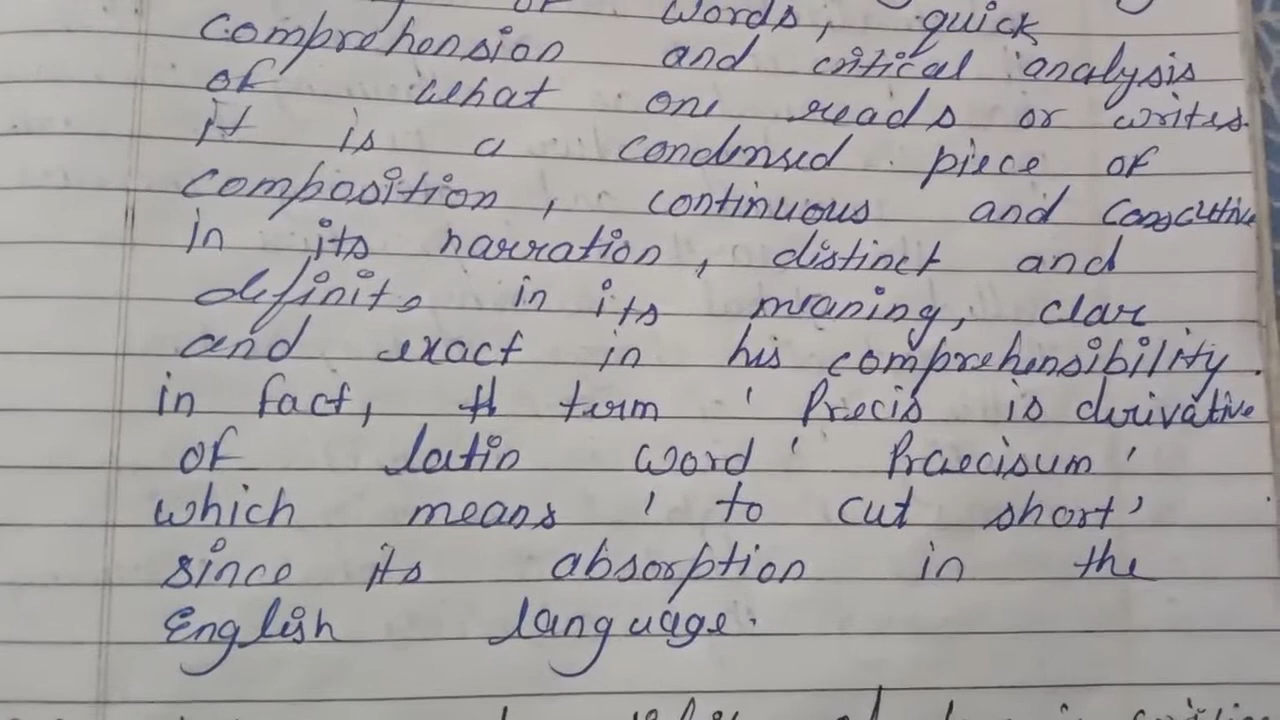 of words, quick
comprehension and critical analysis
of what one reads or writes.
it is a condensed piece of
composition, continuous and consecutive
in its narration, distinct and
definite in its meaning, clear
and exact in his comprehensibility.
in fact, th term ' Precis is derivative
of latin word ' Praecisum '
which means ' to cut short '
since its absorption in the
English language.